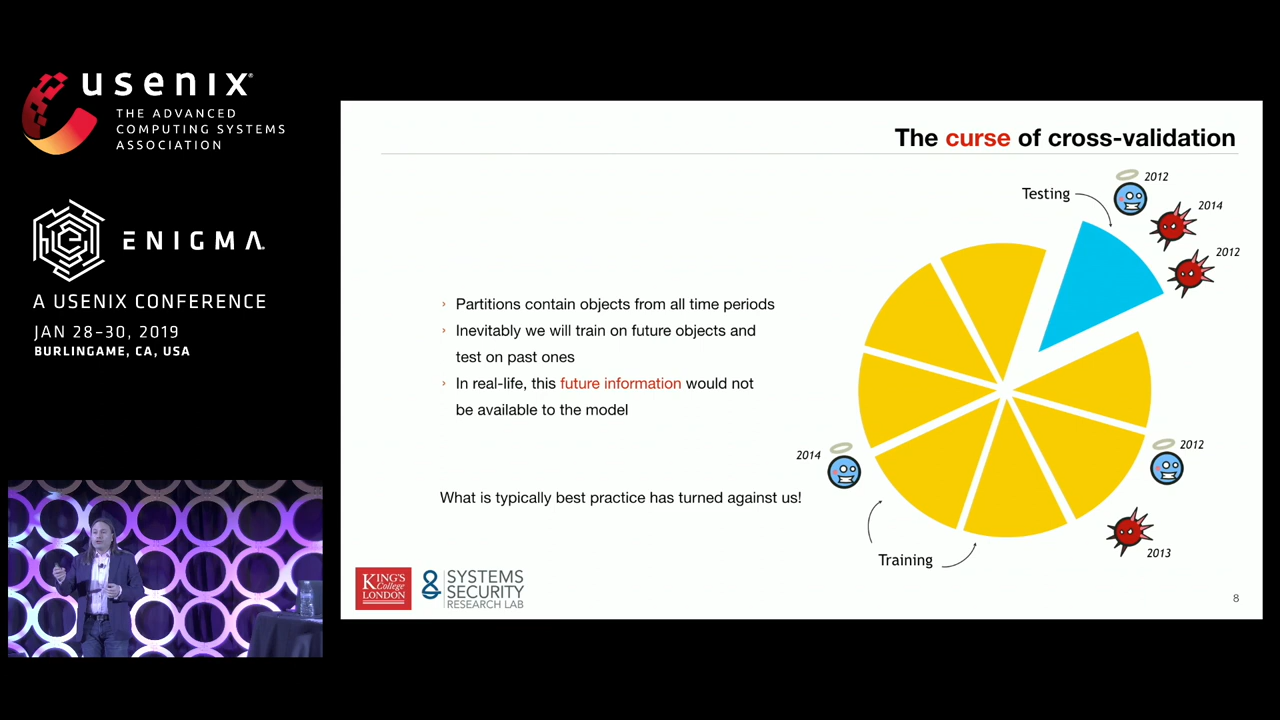 usenix®
THE ADVANCED
COMPUTING SYSTEMS
ASSOCIATION
ENIGMA.
A USENIX CONFERENCE
JAN 28–30, 2019
BURLINGAME, CA, USA
The curse of cross-validation
Testing
2012
2014
2012
› Partitions contain objects from all time periods
› Inevitably we will train on future objects and
test on past ones
› In real-life, this future information would not
be available to the model
2014
2012
What is typically best practice has turned against us!
2013
Training
KING'S
College
LONDON
SYSTEMS
SECURITY
RESEARCH LAB
8